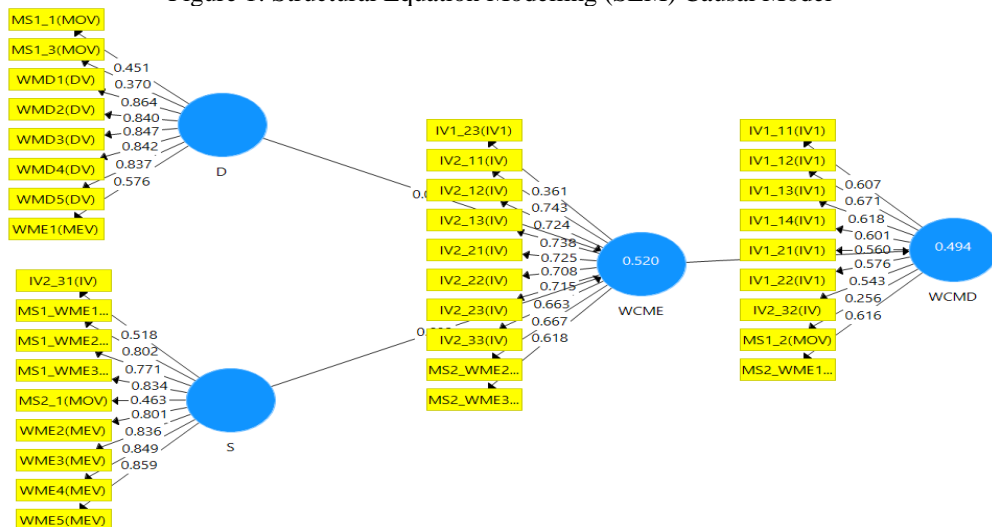 Figure 1: Structural Equation Modelling (SEM) Causal Model
MS1_1(MOV)
MS1_3(MOV)
WMD1(DV)
WMD2(DV)
WMD3(DV)
WMD4(DV)
WMD5(DV)
WME1(MEV)
0.451
0.370
0.864
0.840
0.847
0.842
0.837
0.576
D
IV2_31(IV)
MS1_WME1...
MS1_WME2...
MS1_WME3...
MS2_1(MOV)
WME2(MEV)
WME3(MEV)
WME4(MEV)
WME5(MEV)
0.518
0.802
0.771
0.834
0.463
0.801
0.836
0.849
0.859
S
IV1_23(IV1)
IV2_11(IV)
IV2_12(IV)
IV2_13(IV)
IV2_21(IV)
IV2_22(IV)
IV2_23(IV)
IV2_33(IV)
MS2_WME2...
MS2_WME3...
0.361
0.743
0.724
0.738
0.725
0.708
0.715
0.663
0.667
0.618
0.520
WCME
IV1_11(IV1)
IV1_12(IV1)
IV1_13(IV1)
IV1_14(IV1)
IV1_21(IV1)
IV1_22(IV1)
IV2_32(IV)
MS1_2(MOV)
MS2_WME1...
0.607
0.671
0.618
0.601
0.560
0.576
0.543
0.256
0.616
0.494
WCMD